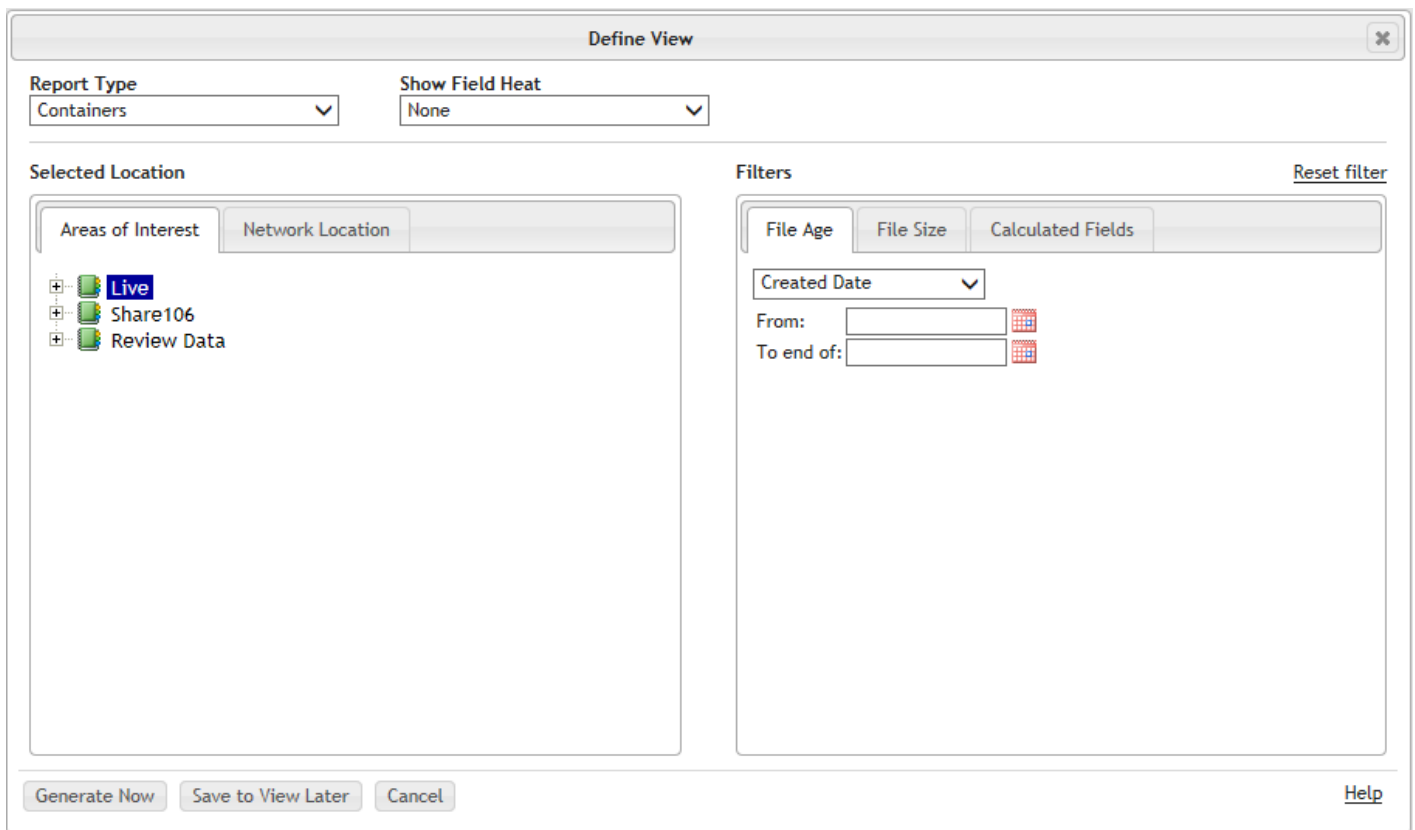 Define View
Report Type
Show Field Heat
Containers
None
Selected Location
Filters
Reset filter
Areas of Interest
Network Location
Live
Share106
Review Data
File Age
File Size
Calculated Fields
Created Date
From:
To end of:
Generate Now
Save to View Later
Cancel
Help